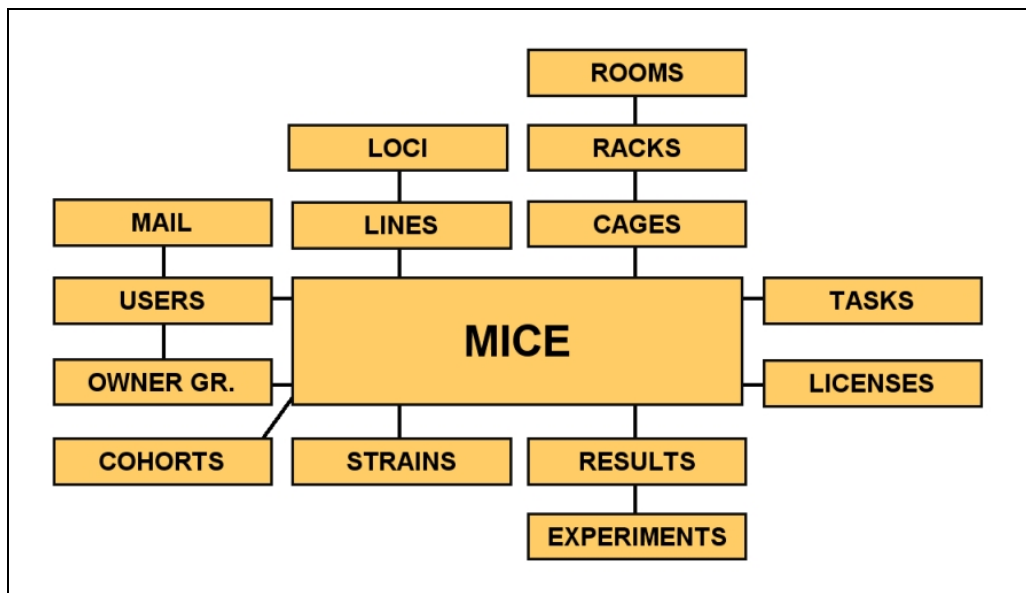 ROOMS
LOCI
RACKS
MAIL
LINES
CAGES
USERS
MICE
TASKS
OWNER GR.
LICENSES
COHORTS
STRAINS
RESULTS
EXPERIMENTS